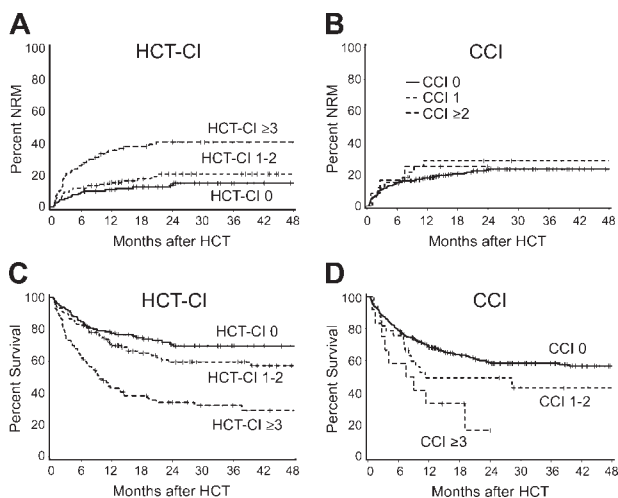 A
HCT-CI
100
80
60
40
20
0
Percent NRM
HCT-CI ≥3
HCT-CI 1-2
HCT-CI 0
0 6 12 18 24 30 36 42 48
Months after HCT
B
CCI
100
80
60
40
20
0
Percent NRM
CCI 0
CCI 1
CCI ≥2
0 6 12 18 24 30 36 42 48
Months after HCT
C
HCT-CI
100
80
60
40
20
0
Percent Survival
HCT-CI 0
HCT-CI 1-2
HCT-CI ≥3
0 6 12 18 24 30 36 42 48
Months after HCT
D
CCI
100
80
60
40
20
0
Percent Survival
CCI 0
CCI 1-2
CCI ≥3
0 6 12 18 24 30 36 42 48
Months after HCT